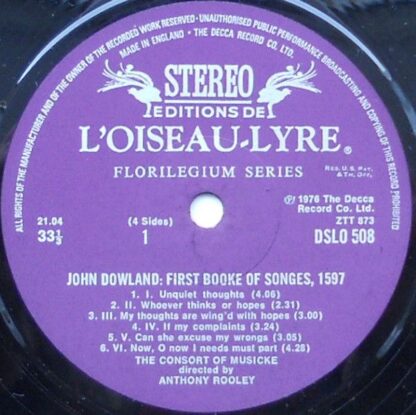 ALL RIGHTS OF THE MANUFACTURER AND OF THE OWNER OF THE RECORDED WORK RESERVED · UNAUTHORISED PUBLIC PERFORMANCE BROADCASTING AND COPYING OF THIS RECORD PROHIBITED
MADE IN ENGLAND · THE DECCA RECORD CO. LTD.
STEREO
EDITIONS DE
L'OISEAU-LYRE®
FLORILEGIUM SERIES
REG. U.S. PAT.
& TM. OFF.
℗ 1976 The Decca
Record Co. Ltd.
ZTT 873
21.04
(4 Sides)
33⅓
1
DSLO 508
JOHN DOWLAND: FIRST BOOKE OF SONGES, 1597
1. I. Unquiet thoughts (4.06)
2. II. Whoever thinks or hopes (2.31)
3. III. My thoughts are wing'd with hopes (3.00)
4. IV. If my complaints (3.24)
5. V. Can she excuse my wrongs (3.05)
6. VI. Now, O now I needs must part (4.28)
THE CONSORT OF MUSICKE
directed by
ANTHONY ROOLEY